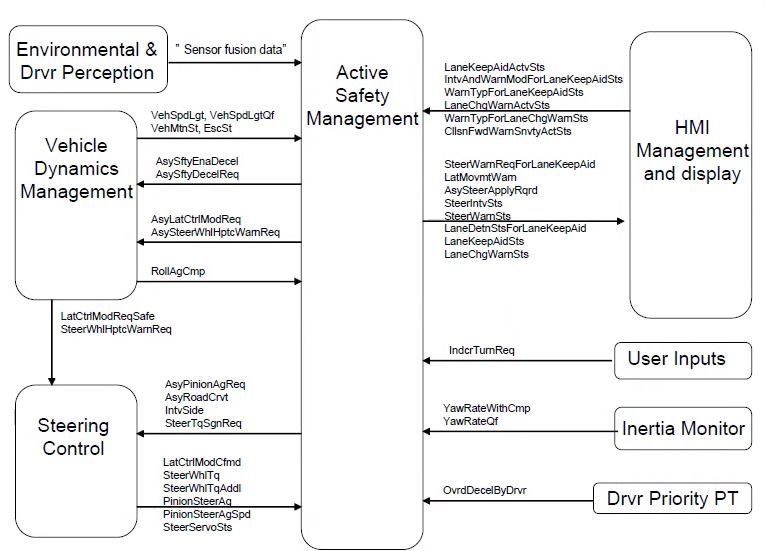 Environmental &
Drvr Perception
" Sensor fusion data"
Active
Safety
Management
LaneKeepAidActvSts
IntvAndWarnModForLaneKeepAidSts
WarnTypForLaneKeepAidSts
LaneChgWarnActvSts
WarnTypForLaneChgWarnSts
CllsnFwdWarnSnvtyActSts
HMI
Management
and display
Vehicle
Dynamics
Management
VehSpdLgt, VehSpdLgtQf
VehMtnSt, EscSt
AsySftyEnaDecel
AsySftyDecelReq
AsyLatCtrlModReq
AsySteerWhlHptcWarnReq
RollAgCmp
SteerWarnReqForLaneKeepAid
LatMovmtWarn
AsySteerApplyRqrd
SteerIntvSts
SteerWarnSts
LaneDetnStsForLaneKeepAid
LaneKeepAidSts
LaneChgWarnSts
LatCtrlModReqSafe
SteerWhlHptcWarnReq
IndcrTurnReq
User Inputs
Steering
Control
AsyPinionAgReq
AsyRoadCrvt
IntvSide
SteerTqSgnReq
YawRateWithCmp
YawRateQf
Inertia Monitor
LatCtrlModCfmd
SteerWhlTq
SteerWhlTqAddl
PinionSteerAg
PinionSteerAgSpd
SteerServoSts
OvrdDecelByDrvr
Drvr Priority PT